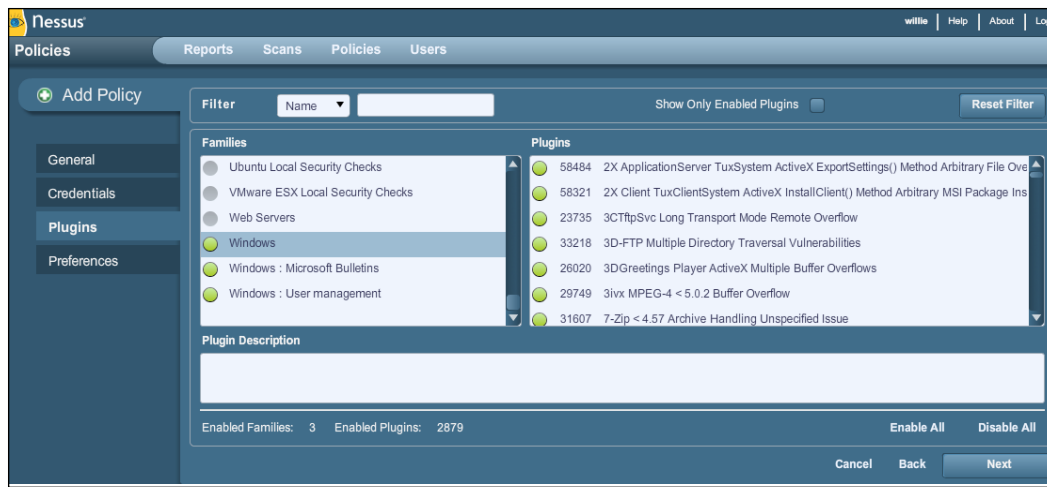 Nessus
willie Help About Lo
Policies
Reports Scans Policies Users
Add Policy
General
Credentials
Plugins
Preferences
Filter Name Show Only Enabled Plugins Reset Filter
Families
Ubuntu Local Security Checks
VMware ESX Local Security Checks
Web Servers
Windows
Windows : Microsoft Bulletins
Windows : User management
Plugins
58484 2X ApplicationServer TuxSystem ActiveX ExportSettings() Method Arbitrary File Ove
58321 2X Client TuxClientSystem ActiveX InstallClient() Method Arbitrary MSI Package Ins
23735 3CTftpSvc Long Transport Mode Remote Overflow
33218 3D-FTP Multiple Directory Traversal Vulnerabilities
26020 3DGreetings Player ActiveX Multiple Buffer Overflows
29749 3ivx MPEG-4 < 5.0.2 Buffer Overflow
31607 7-Zip < 4.57 Archive Handling Unspecified Issue
Plugin Description
Enabled Families: 3 Enabled Plugins: 2879 Enable All Disable All
Cancel Back Next